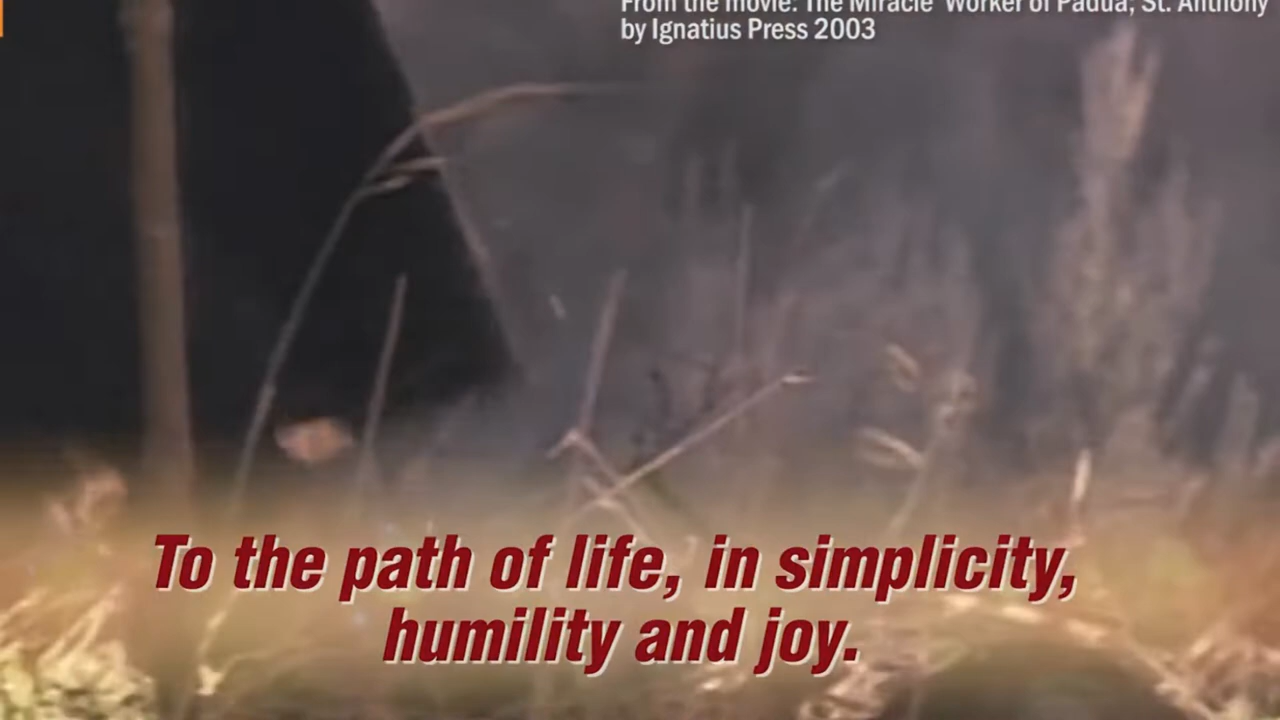 From the movie: The Miracle Worker of Padua; St. Anthony
by Ignatius Press 2003
To the path of life, in simplicity,
humility and joy.